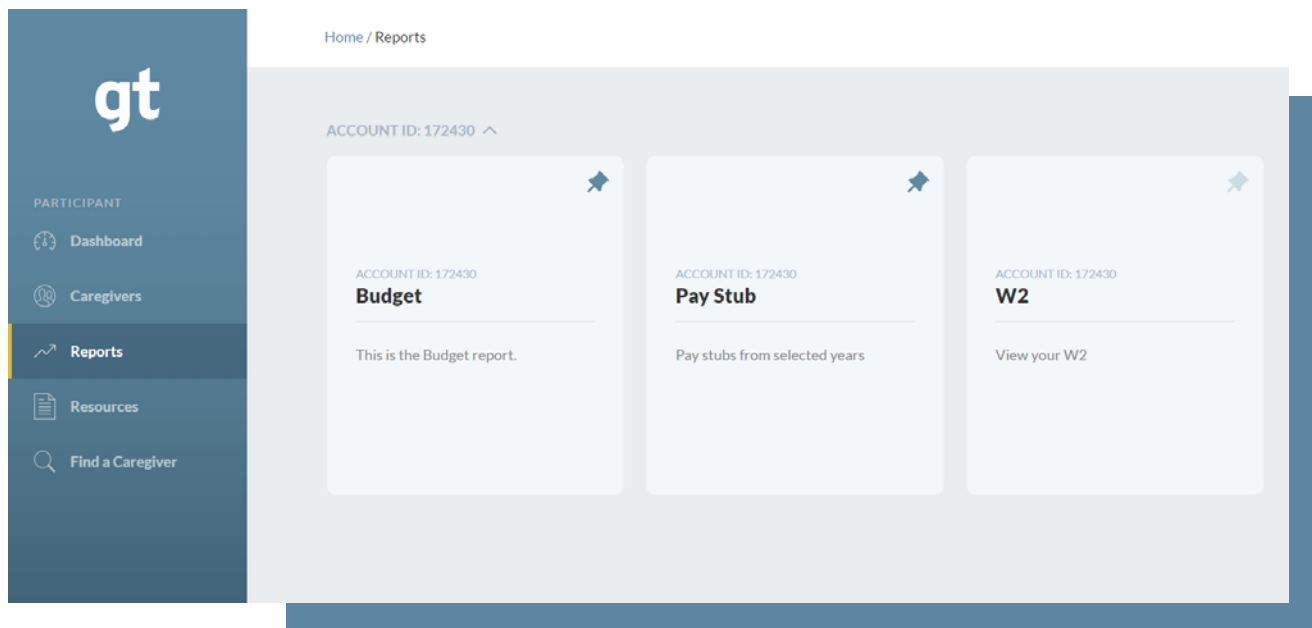 gt
PARTICIPANT
Dashboard
Caregivers
Reports
Resources
Find a Caregiver
Home / Reports
ACCOUNT ID: 172430
ACCOUNT ID: 172430
Budget
This is the Budget report.
ACCOUNT ID: 172430
Pay Stub
Pay stubs from selected years
ACCOUNT ID: 172430
W2
View your W2